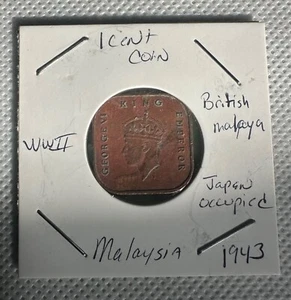 1 cent
coin
WWII
KING
GEORGE VI
EMPEROR
British
malaya
Japan
occupied
Malaysia
1943